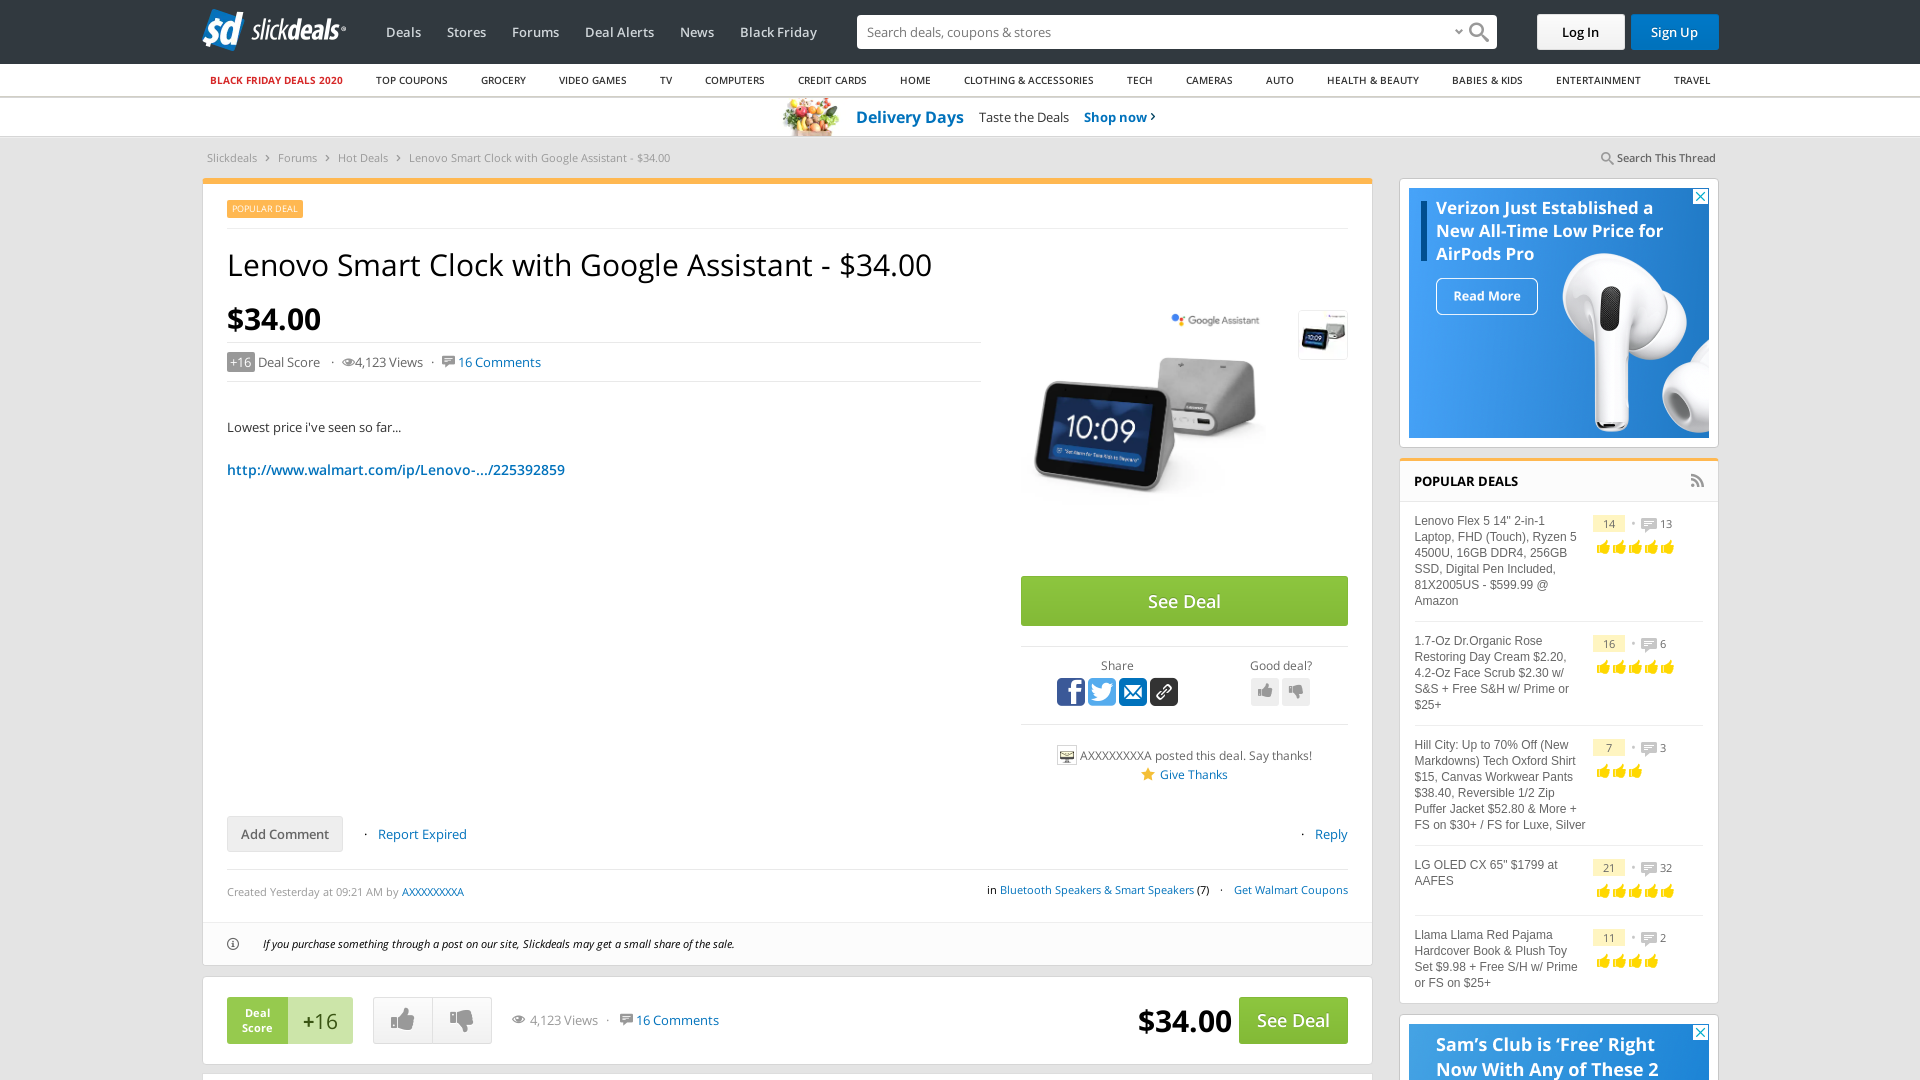 slickdeals
Deals
Stores
Forums
Deal Alerts
News
Black Friday
Search deals, coupons & shops
Log In
Sign Up
BLACK FRIDAY DEALS 2020
TOP COUPONS
GROCERY
VIDEO GAMES
TV
COMPUTERS
CREDIT CARDS
HOME
CLOTHING & ACCESSORIES
TECH
CAMERAS
AUTO
HEALTH & BEAUTY
BABIES & KIDS
ENTERTAINMENT
TRAVEL
Delivery Days Taste the Deals Shop now ›
Slickdeals › Forums › Hot Deals › Lenovo Smart Clock with Google Assistant - $34.00
Search This Thread
POPULAR DEAL
Lenovo Smart Clock with Google Assistant - $34.00
$34.00
+16 Deal Score · 4,123 Views · 16 Comments
Lowest price i've seen so far...
http://www.walmart.com/ip/Lenovo-.../225392859
Google Assistant
10:09
See Deal
Share
Good deal?
AXXXXXXXXA posted this deal. Say thanks!
Give Thanks
Add Comment
· Report Expired
· Reply
Created Yesterday at 09:21 AM by AXXXXXXXXA
in Bluetooth Speakers & Smart Speakers (7) · Get Walmart Coupons
If you purchase something through a post on our site, Slickdeals may get a small share of the sale.
Deal
Score
+16
4,123 Views · 16 Comments
$34.00
See Deal
Verizon Just Established a
New All-Time Low Price for
AirPods Pro
Read More
POPULAR DEALS
Lenovo Flex 5 14" 2-in-1
Laptop, FHD (Touch), Ryzen 5
4500U, 16GB DDR4, 256GB
SSD, Digital Pen Included,
81X2005US - $599.99 @
Amazon
14 • 13
1.7-Oz Dr.Organic Rose
Restoring Day Cream $2.20,
4.2-Oz Face Scrub $2.30 w/
S&S + Free S&H w/ Prime or
$25+
16 • 6
Hill City: Up to 70% Off (New
Markdowns) Tech Oxford Shirt
$15, Canvas Workwear Pants
$38.40, Reversible 1/2 Zip
Puffer Jacket $52.80 & More +
FS on $30+ / FS for Luxe, Silver
7 • 3
LG OLED CX 65" $1799 at
AAFES
21 • 32
Llama Llama Red Pajama
Hardcover Book & Plush Toy
Set $9.98 + Free S/H w/ Prime
or FS on $25+
11 • 2
Sam's Club is 'Free' Right
Now With Any of These 2